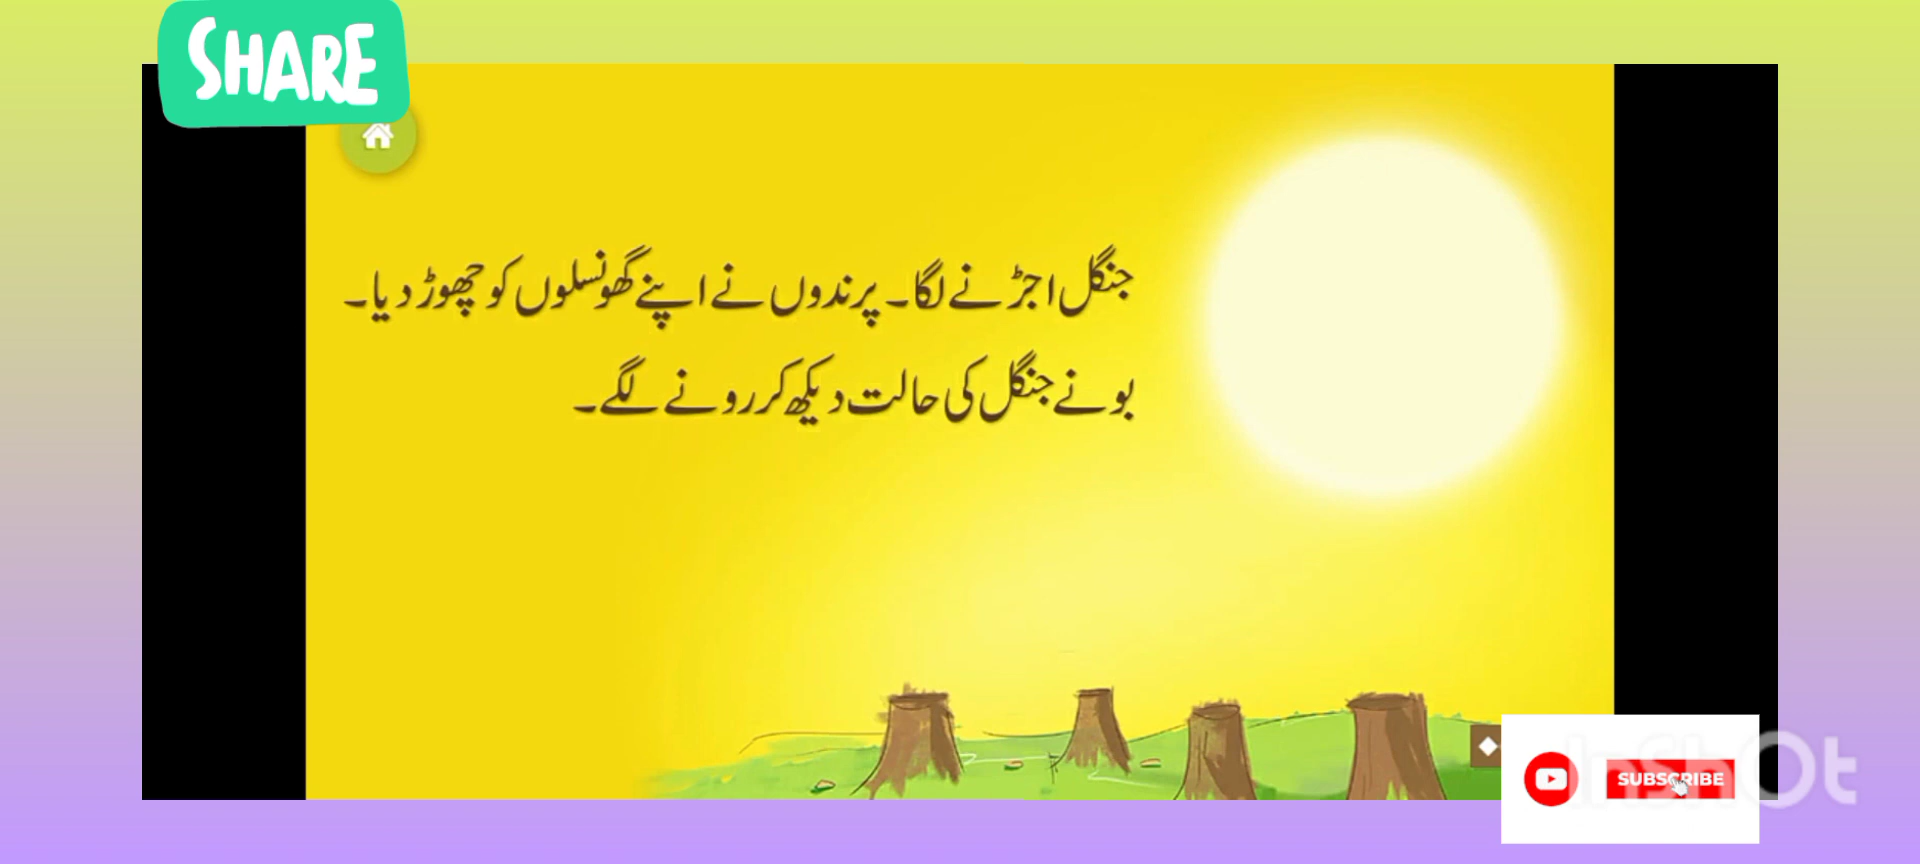 SHARE
جنگل اجڑنے لگا۔ پرندوں نے اپنے گھونسلوں کو چھوڑ دیا۔
بونے جنگل کی حالت دیکھ کر رونے لگے۔
SUBSCRIBE
InShOt